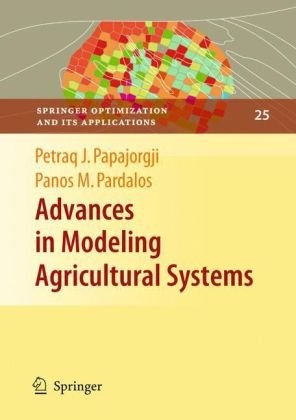 SPRINGER OPTIMIZATION
AND ITS APPLICATIONS
25
Petraq J. Papajorgji
Panos M. Pardalos
Advances
in Modeling
Agricultural Systems
Springer